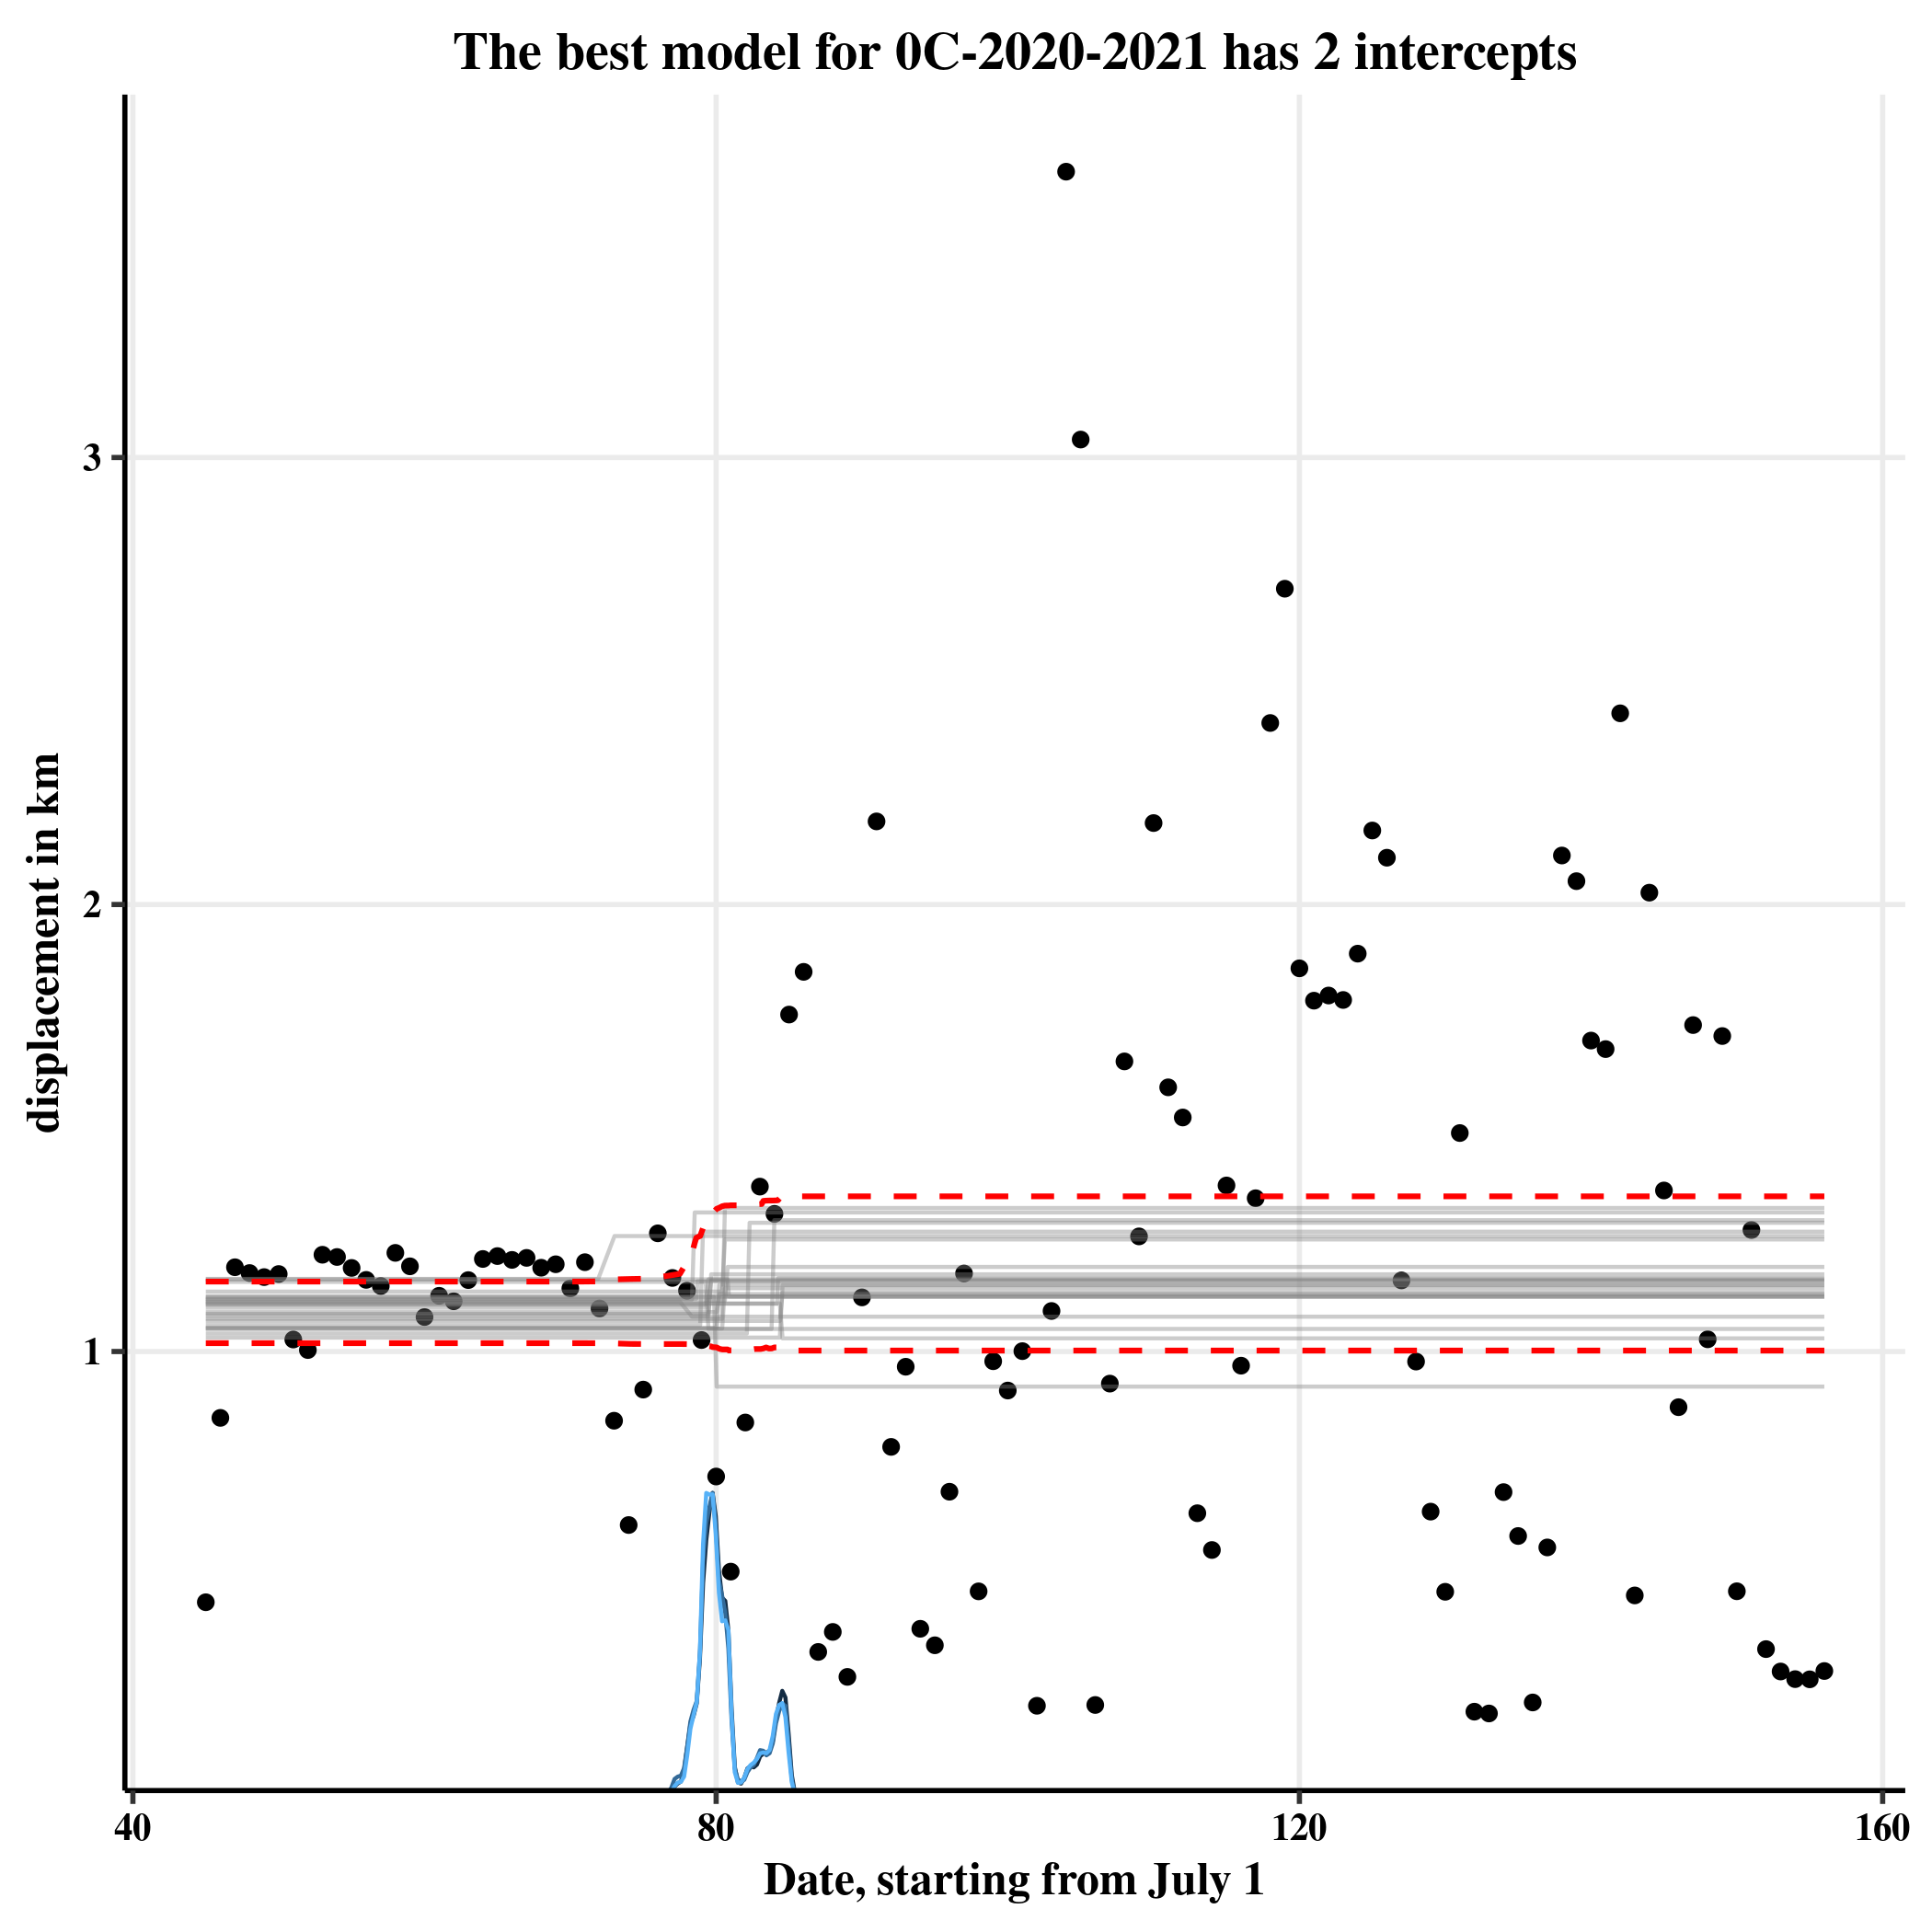 The best model for 0C-2020-2021 has 2 intercepts
displacement in km
3
2
1
40 80 120 160
Date, starting from July 1